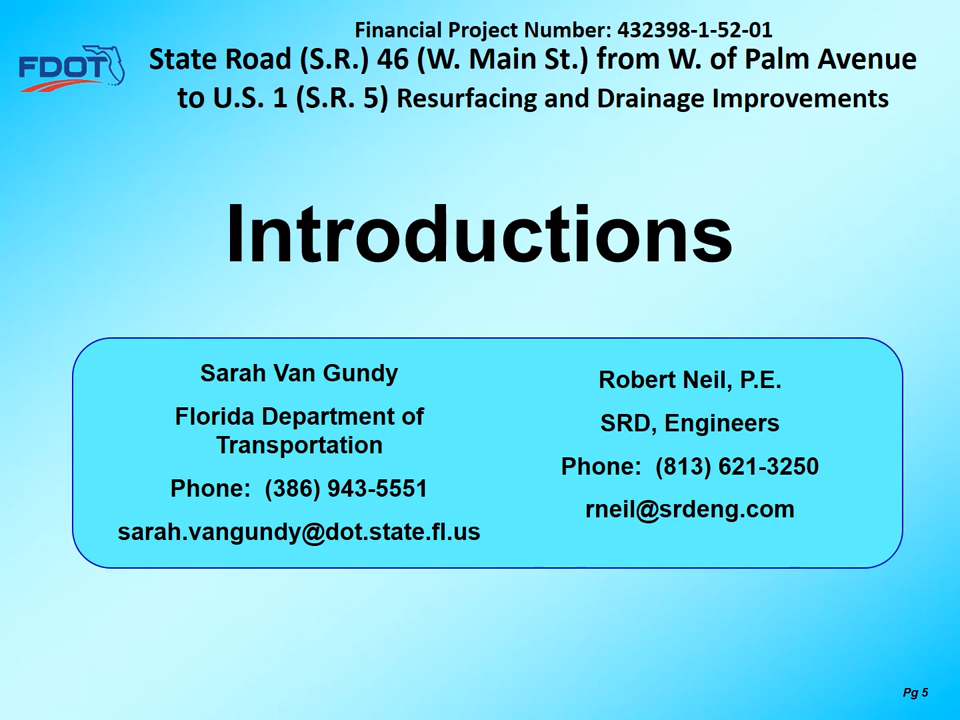 Financial Project Number: 432398-1-52-01
FDOT
State Road (S.R.) 46 (W. Main St.) from W. of Palm Avenue
to U.S. 1 (S.R. 5) Resurfacing and Drainage Improvements
Introductions
Sarah Van Gundy
Florida Department of
Transportation
Phone:  (386) 943-5551
sarah.vangundy@dot.state.fl.us
Robert Neil, P.E.
SRD, Engineers
Phone:  (813) 621-3250
rneil@srdeng.com
Pg 5